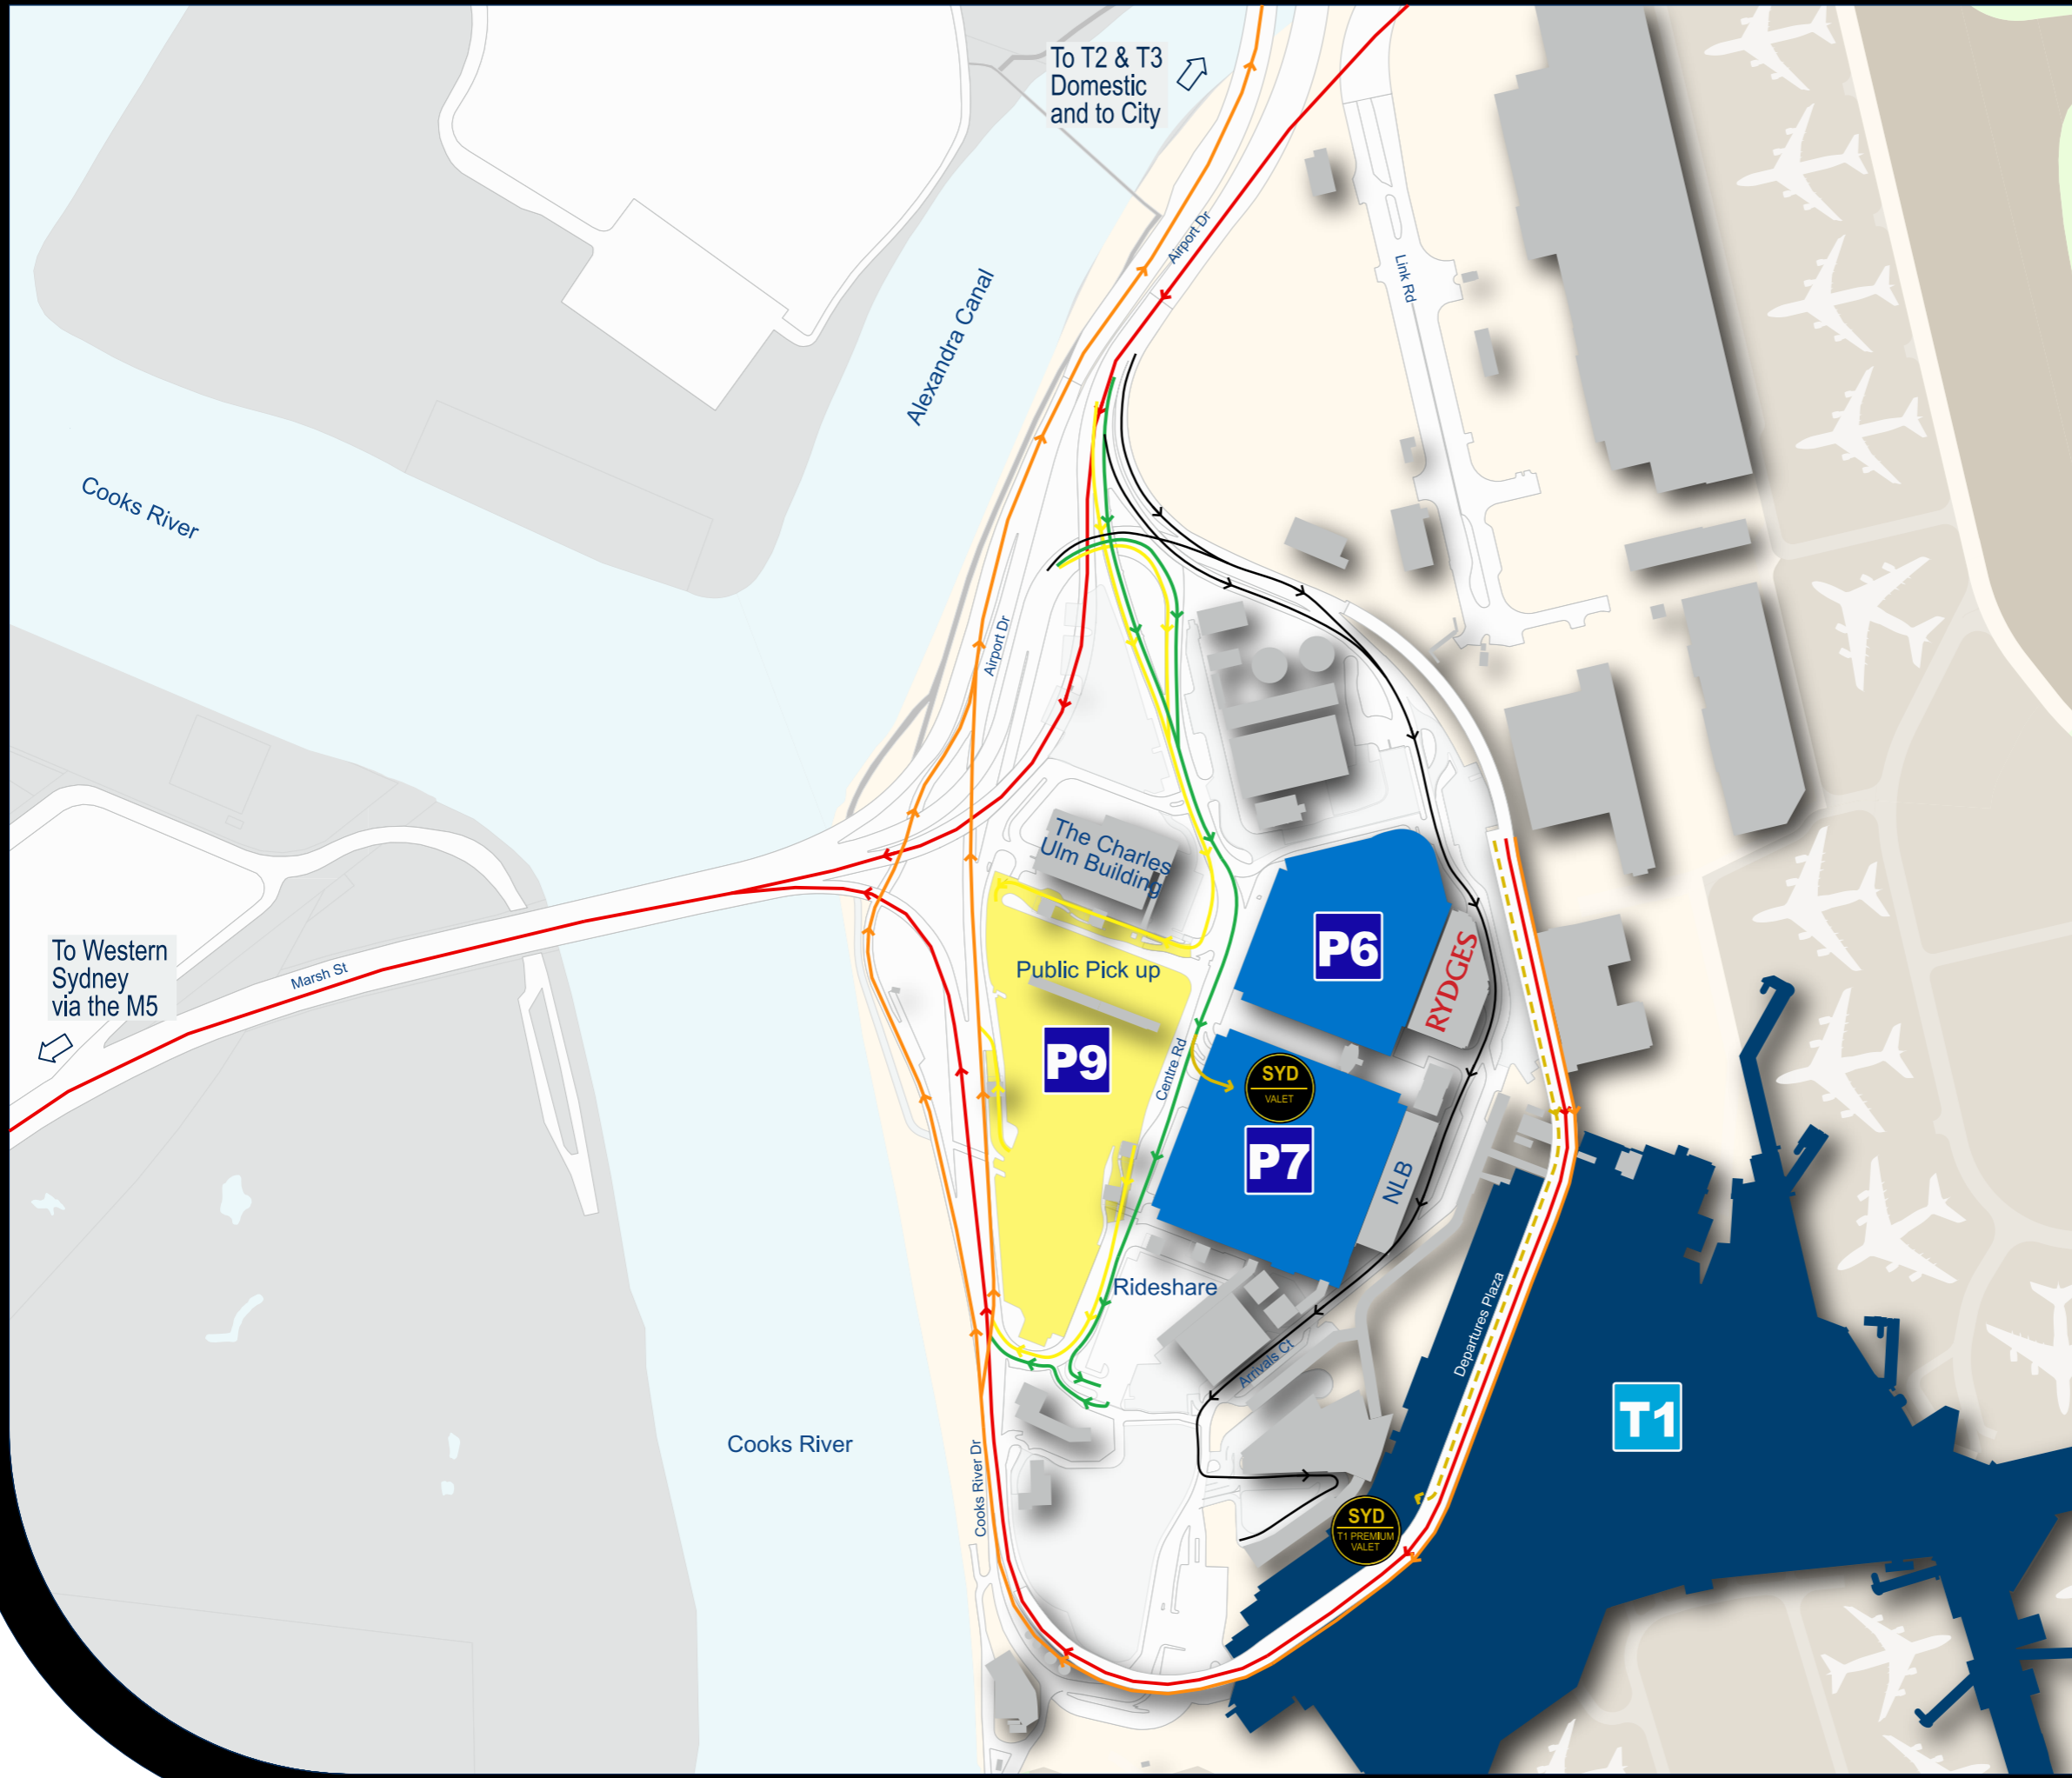 To T2 & T3
Domestic
and to City
Airport Dr
Link Rd
Alexandra Canal
Cooks River
Airport Dr
The Charles
Ulm Building
P6
RYDGES
To Western
Sydney
via the M5
Marsh St
Public Pick up
P9
Centre Rd
SYD
VALET
P7
NLB
Rideshare
Departures Plaza
Arrivals Ct
T1
Cooks River
Cooks River Dr
SYD
T1 PREMIUM
VALET